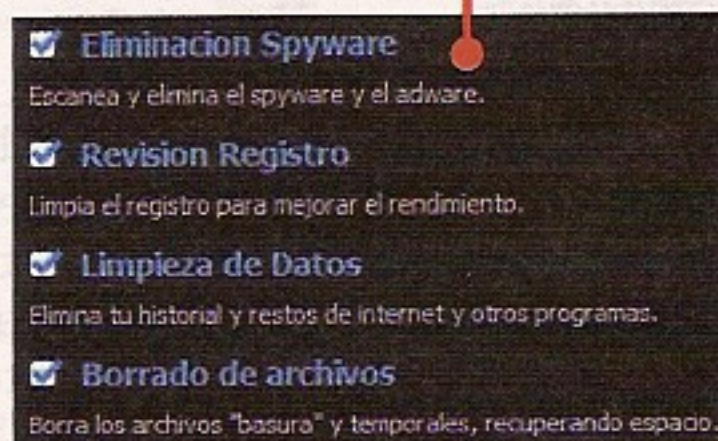 Eliminacion Spyware
Escanea y elimina el spyware y el adware.
Revision Registro
Limpia el registro para mejorar el rendimiento.
Limpieza de Datos
Elimina tu historial y restos de internet y otros programas.
Borrado de archivos
Borra los archivos "basura" y temporales, recuperando espacio.